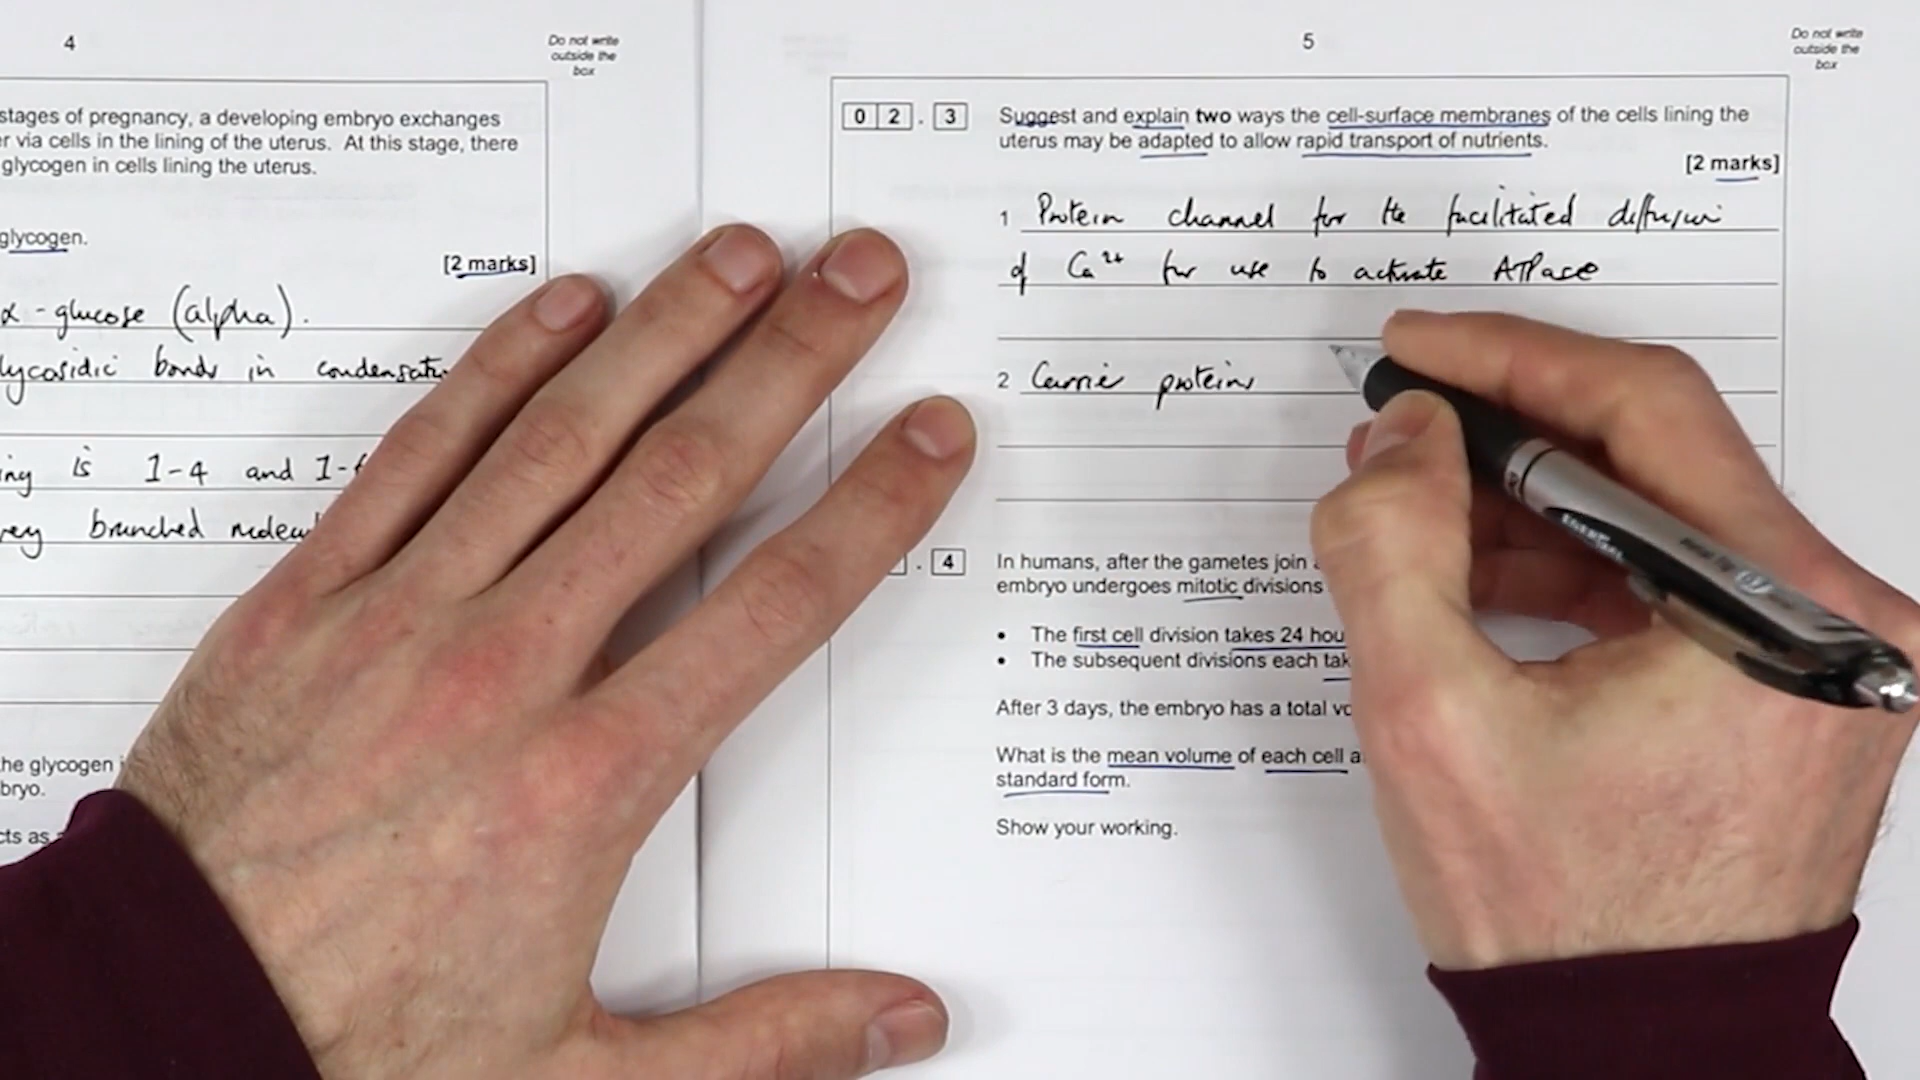 4
Do not write
outside the
box
stages of pregnancy, a developing embryo exchanges
r via cells in the lining of the uterus. At this stage, there
glycogen in cells lining the uterus.
glycogen.
[2 marks]
α - glucose (alpha).
lycosidic bonds in condensatio
ing is 1-4 and 1-6
very branched molecul
he glycogen i
bryo.
cts as a
5
Do not write
outside the
box
0 2 . 3 Suggest and explain two ways the cell-surface membranes of the cells lining the
uterus may be adapted to allow rapid transport of nutrients.
[2 marks]
1 Protein channel for the facilitated diffusion
of Ca2+ for use to activate ATPase
2 Carrier proteins
. 4 In humans, after the gametes join a
embryo undergoes mitotic divisions
• The first cell division takes 24 hou
• The subsequent divisions each tak
After 3 days, the embryo has a total vo
What is the mean volume of each cell a
standard form.
Show your working.